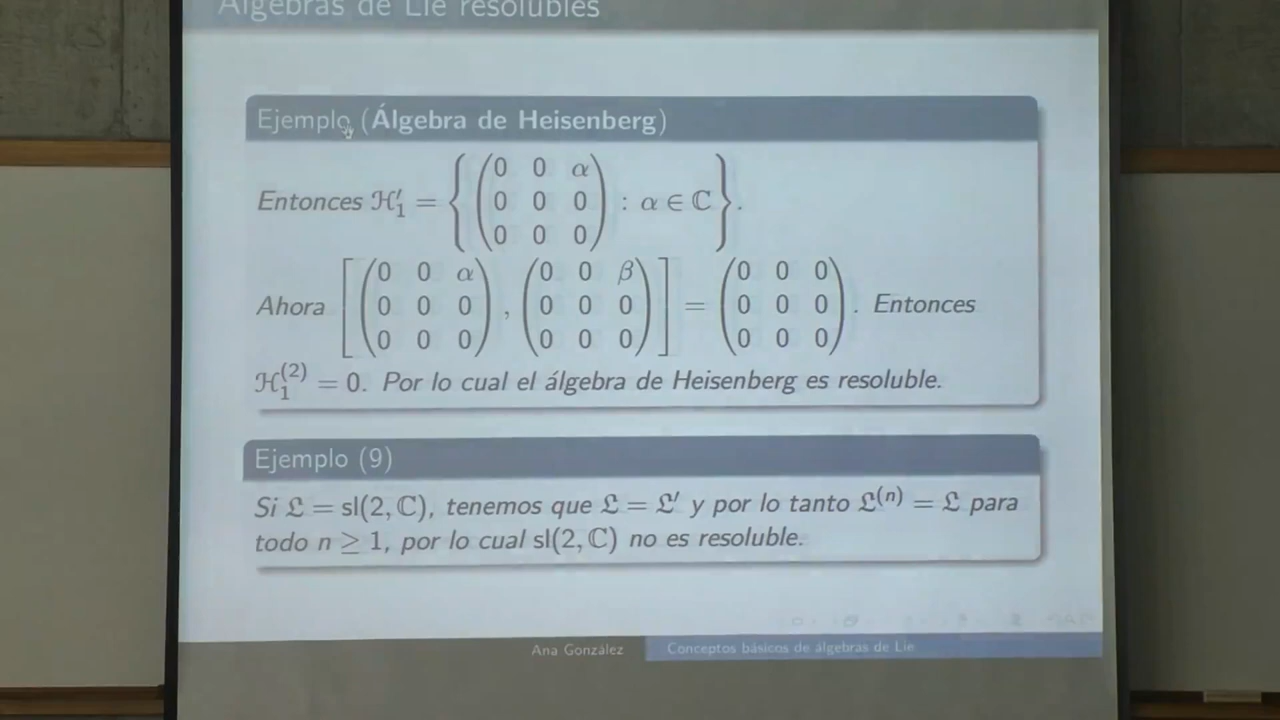 Álgebras de Lie resolubles
Ejemplo (Álgebra de Heisenberg)
Entonces ℌ′₁ = { ( 0 0 α
0 0 0
0 0 0 ) : α ∈ ℂ } .
Ahora [ ( 0 0 α
0 0 0
0 0 0 ) , ( 0 0 β
0 0 0
0 0 0 ) ] = ( 0 0 0
0 0 0
0 0 0 ) . Entonces
ℌ₁⁽²⁾ = 0. Por lo cual el álgebra de Heisenberg es resoluble.
Ejemplo (9)
Si 𝔏 = sl(2, ℂ), tenemos que 𝔏 = 𝔏′ y por lo tanto 𝔏⁽ⁿ⁾ = 𝔏 para
todo n ≥ 1, por lo cual sl(2, ℂ) no es resoluble.
Ana González
Conceptos básicos de álgebras de Lie